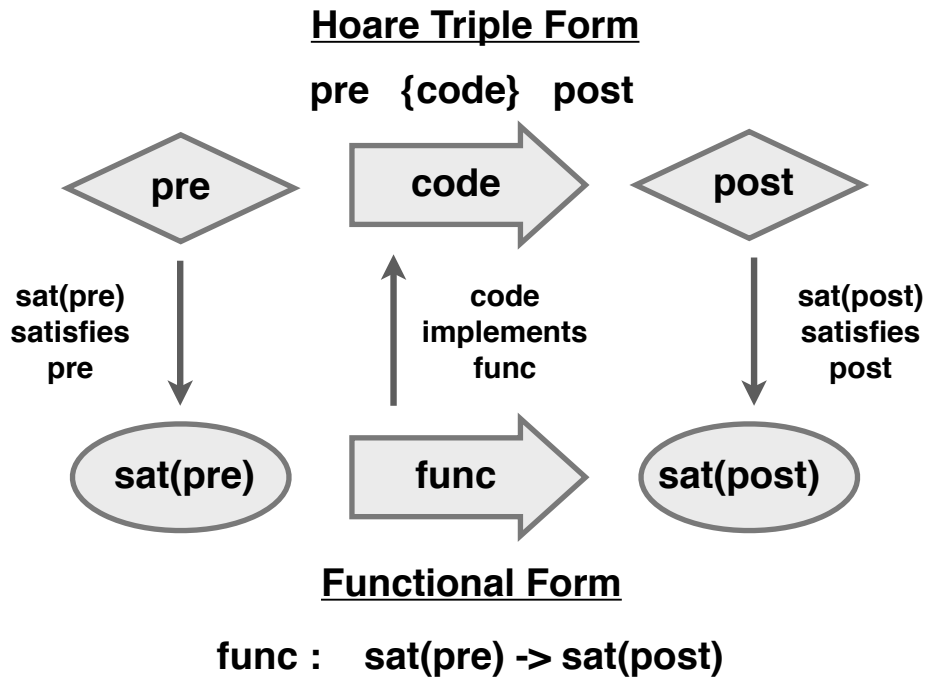 Hoare Triple Form
pre {code} post
pre
code
post
sat(pre)
satisfies
pre
code
implements
func
sat(post)
satisfies
post
sat(pre)
func
sat(post)
Functional Form
func : sat(pre) -> sat(post)